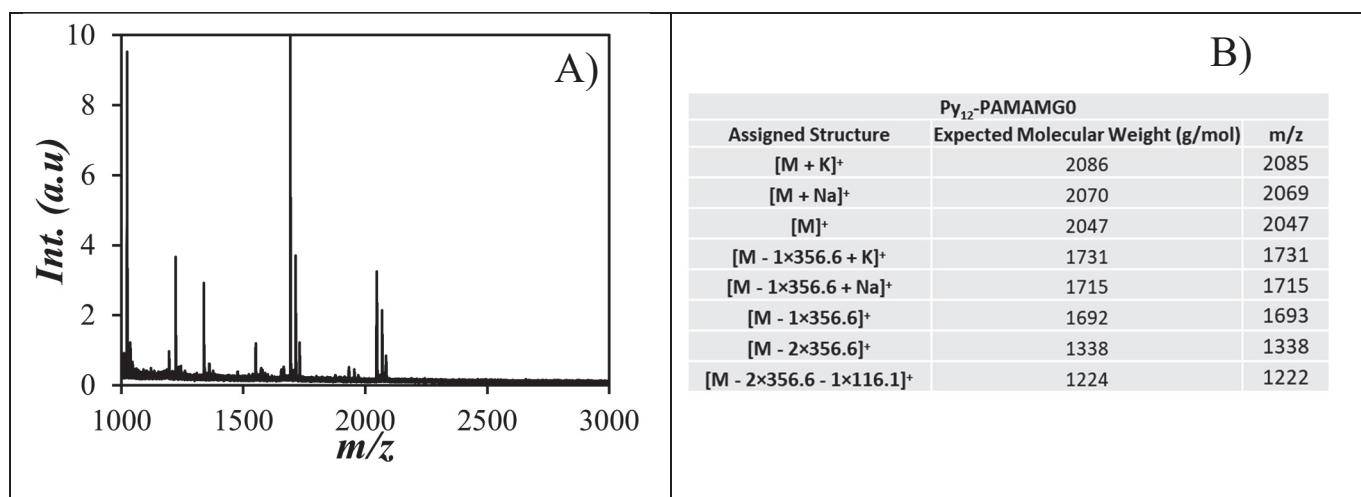 A)
Int. (a.u)
10
8
6
4
2
0
1000 1500 2000 2500 3000
m/z
B)
Py₁₂-PAMAMG0
Assigned Structure Expected Molecular Weight (g/mol) m/z
[M + K]⁺ 2086 2085
[M + Na]⁺ 2070 2069
[M]⁺ 2047 2047
[M - 1×356.6 + K]⁺ 1731 1731
[M - 1×356.6 + Na]⁺ 1715 1715
[M - 1×356.6]⁺ 1692 1693
[M - 2×356.6]⁺ 1338 1338
[M - 2×356.6 - 1×116.1]⁺ 1224 1222